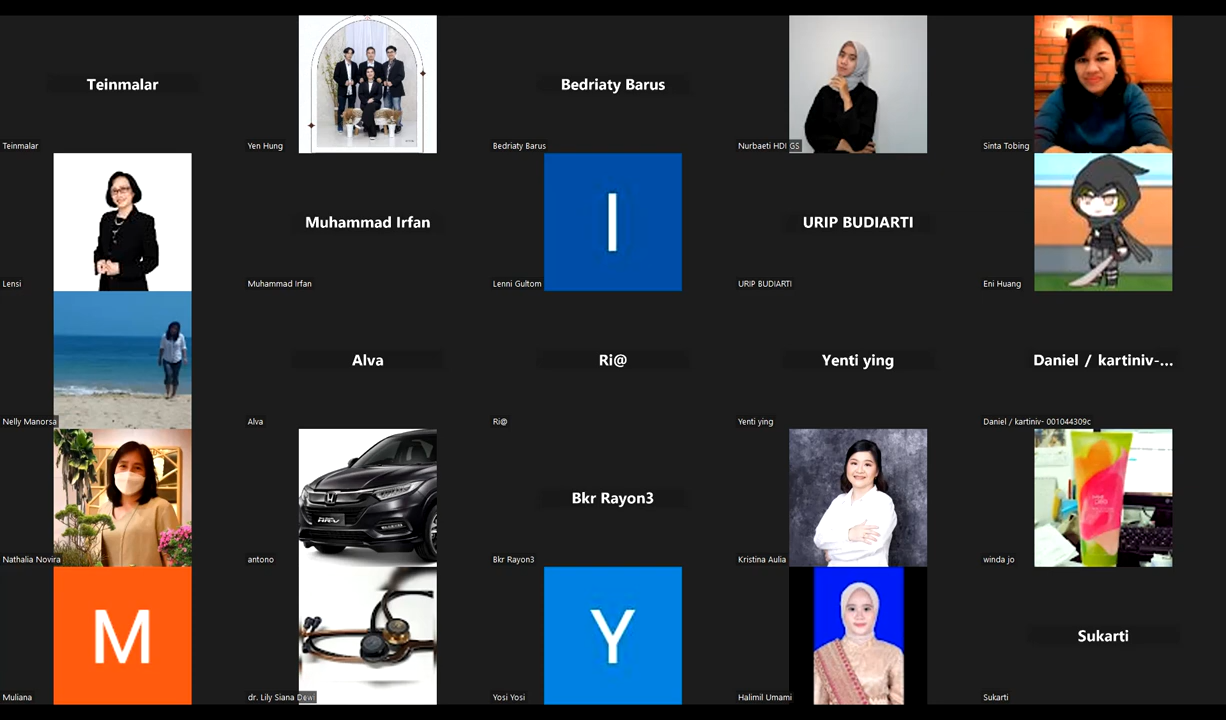 Teinmalar
Teinmalar
Yen Hung
Bedriaty Barus
Bedriaty Barus
Nurbaeti HDI GS
Sinta Tobing
Lensi
Muhammad Irfan
Muhammad Irfan
I
Lenni Gultom
URIP BUDIARTI
URIP BUDIARTI
Eni Huang
Nelly Manorsa
Alva
Alva
Ri@
Ri@
Yenti ying
Yenti ying
Daniel / kartiniv-...
Daniel / kartiniv- 001044309c
Nathalia Novira
antono
Bkr Rayon3
Bkr Rayon3
Kristina Aulia
winda jo
M
Muliana
dr. Lily Siana Dewi
Y
Yosi Yosi
Halimil Umami
Sukarti
Sukarti